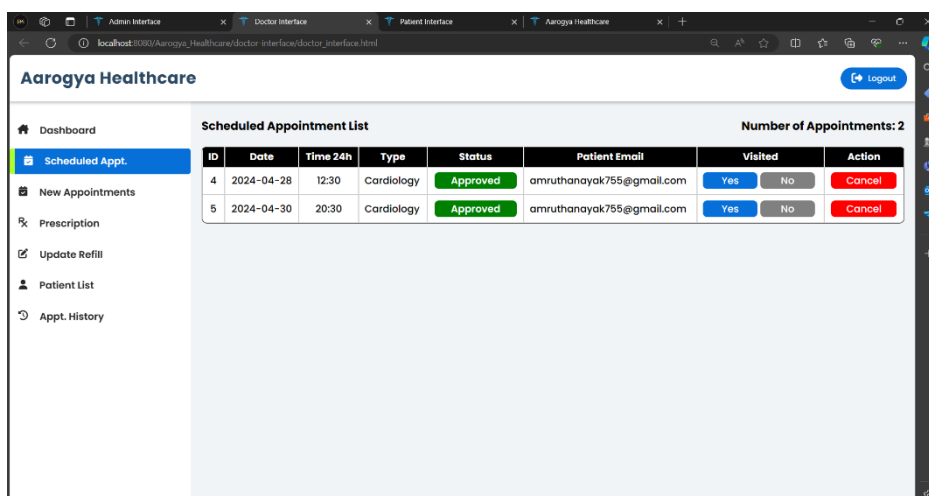 Admin Interface
Doctor Interface
Patient Interface
Aarogya Healthcare
localhost:8080/Aarogya_Healthcare/doctor-interface/doctor_interface.html
Aarogya Healthcare
Logout
Dashboard
Scheduled Appt.
New Appointments
Prescription
Update Refill
Patient List
Appt. History
Scheduled Appointment List Number of Appointments: 2
ID Date Time 24h Type Status Patient Email Visited Action
4 2024-04-28 12:30 Cardiology Approved amruthanayak755@gmail.com Yes No Cancel
5 2024-04-30 20:30 Cardiology Approved amruthanayak755@gmail.com Yes No Cancel